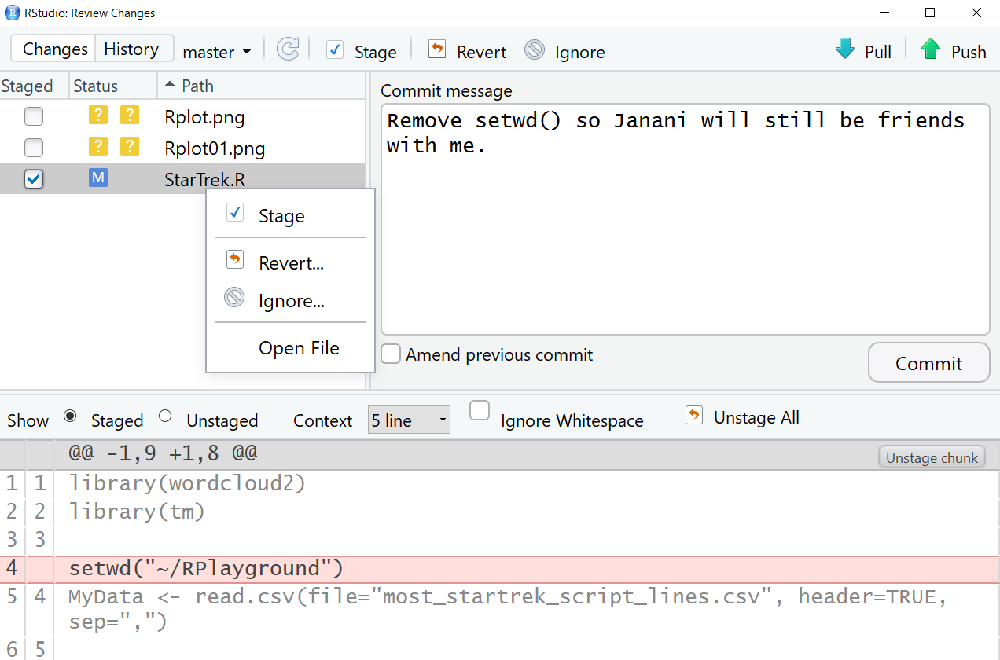 R RStudio: Review Changes
Changes History master Stage Revert Ignore Pull Push
Staged Status Path
? ? Rplot.png
? ? Rplot01.png
M StarTrek.R
Stage
Revert...
Ignore...
Open File
Commit message
Remove setwd() so Janani will still be friends
with me.
Amend previous commit
Commit
Show Staged Unstaged Context 5 line Ignore Whitespace Unstage All
@@ -1,9 +1,8 @@ Unstage chunk
1 1 library(wordcloud2)
2 2 library(tm)
3 3
4 setwd("~/RPlayground")
5 4 MyData <- read.csv(file="most_startrek_script_lines.csv", header=TRUE,
sep=",")
6 5